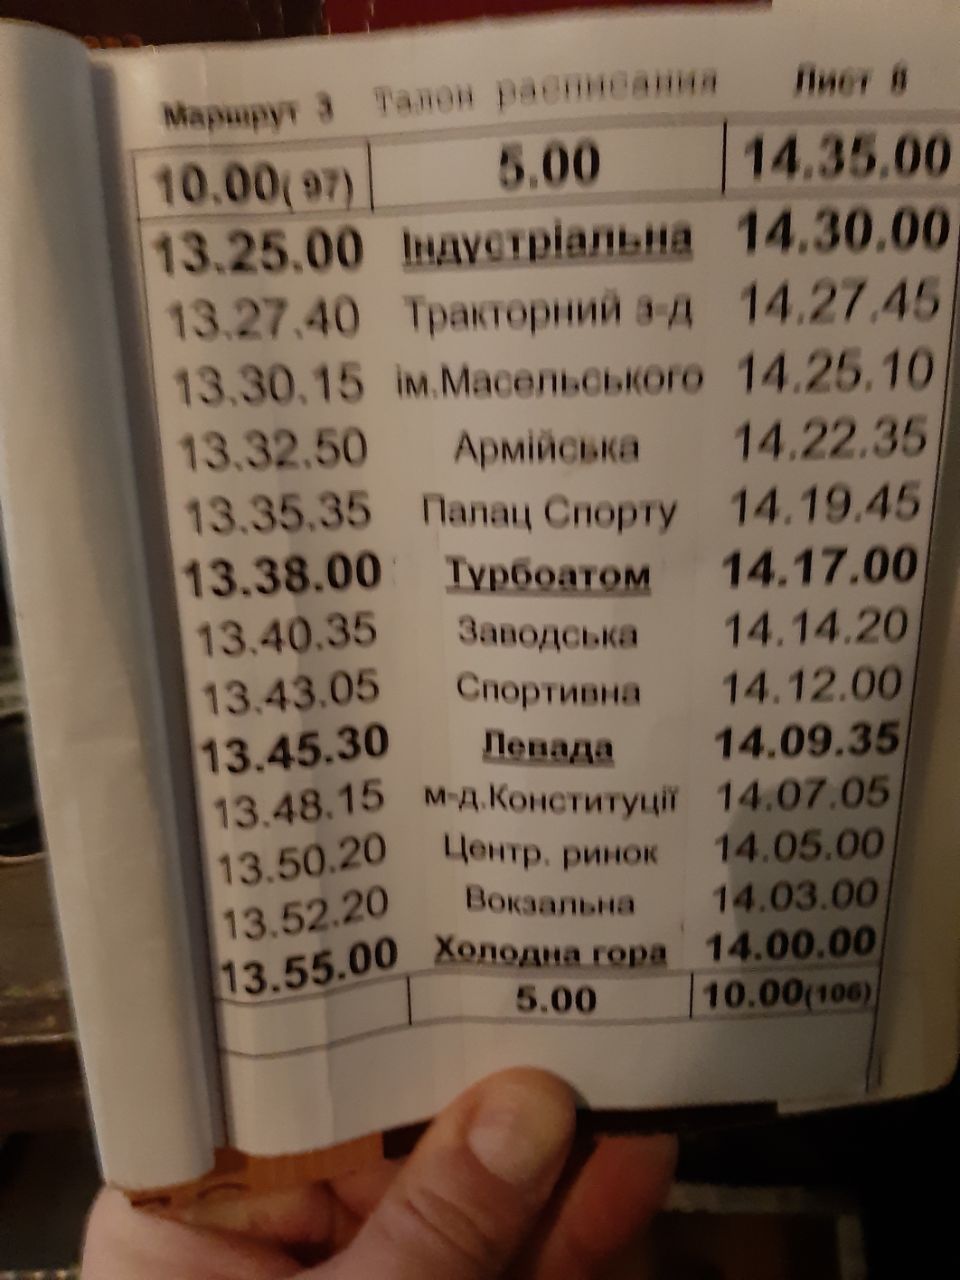 Маршрут 3 Талон расписания Лист 8
10.00( 97) 5.00 14.35.00
13.25.00 Індустріальна 14.30.00
13.27.40 Тракторний з-д 14.27.45
13.30.15 ім.Масельського 14.25.10
13.32.50 Армійська 14.22.35
13.35.35 Палац Спорту 14.19.45
13.38.00 Турбоатом 14.17.00
13.40.35 Заводська 14.14.20
13.43.05 Спортивна 14.12.00
13.45.30 Левада 14.09.35
13.48.15 м-д.Конституції 14.07.05
13.50.20 Центр. ринок 14.05.00
13.52.20 Вокзальна 14.03.00
13.55.00 Холодна гора 14.00.00
5.00 10.00(106)